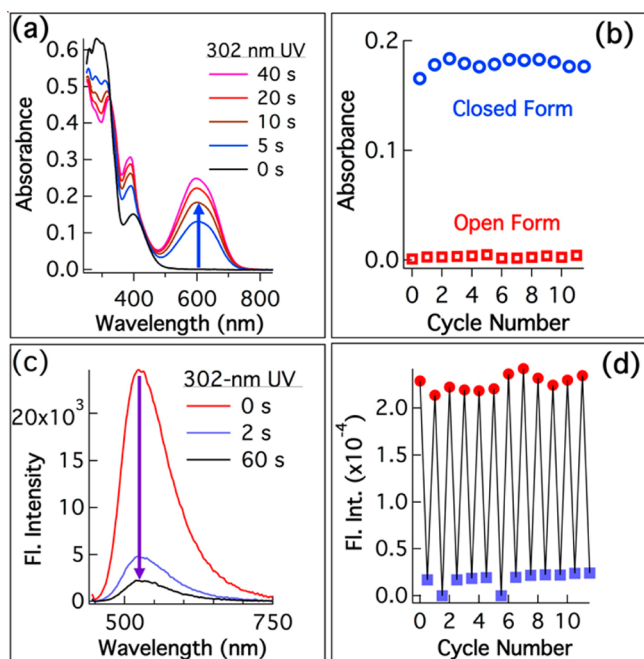 (a)
302 nm UV
40 s
20 s
10 s
5 s
0 s
0.6
0.5
0.4
0.3
0.2
0.1
0.0
Absorabnce
400 600 800
Wavelength (nm)
(b)
0.2
0.1
0.0
Absorbance
Closed Form
Open Form
0 2 4 6 8 10
Cycle Number
(c)
302-nm UV
0 s
2 s
60 s
20x10³
15
10
5
0
Fl. Intensity
500 750
Wavelength (nm)
(d)
2.0
1.5
1.0
0.5
0.0
Fl. Int. (x10⁻⁴)
0 2 4 6 8 10
Cycle Number